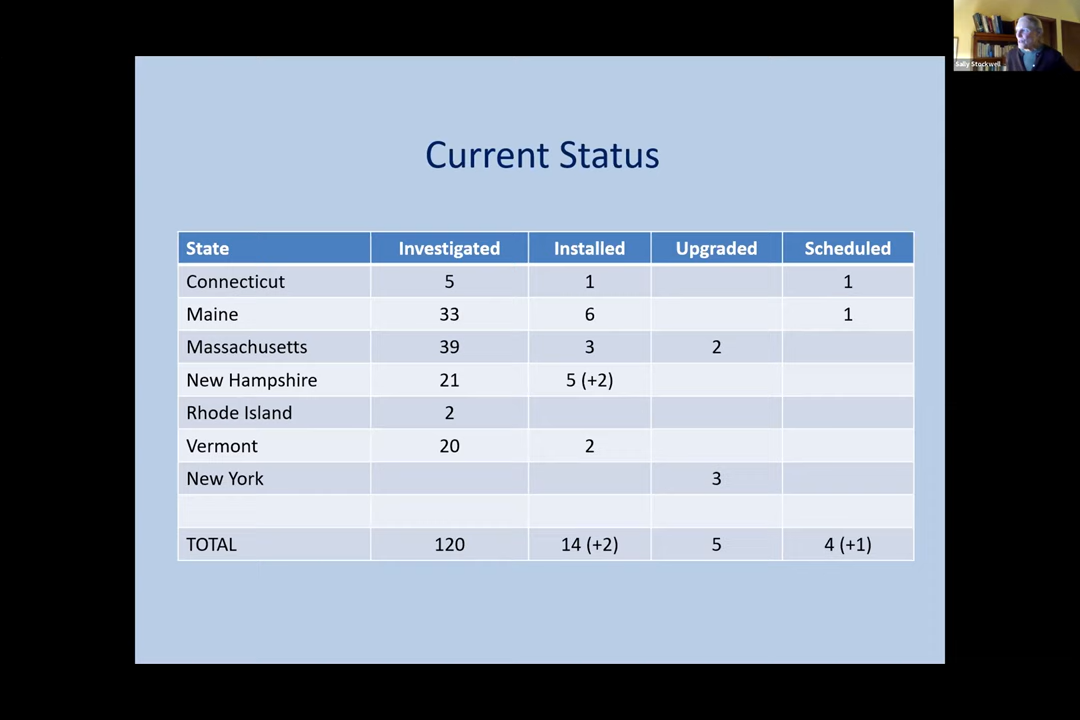 Sally Stockwell
Current Status
State Investigated Installed Upgraded Scheduled
Connecticut 5 1 1
Maine 33 6 1
Massachusetts 39 3 2
New Hampshire 21 5 (+2)
Rhode Island 2
Vermont 20 2
New York 3
TOTAL 120 14 (+2) 5 4 (+1)